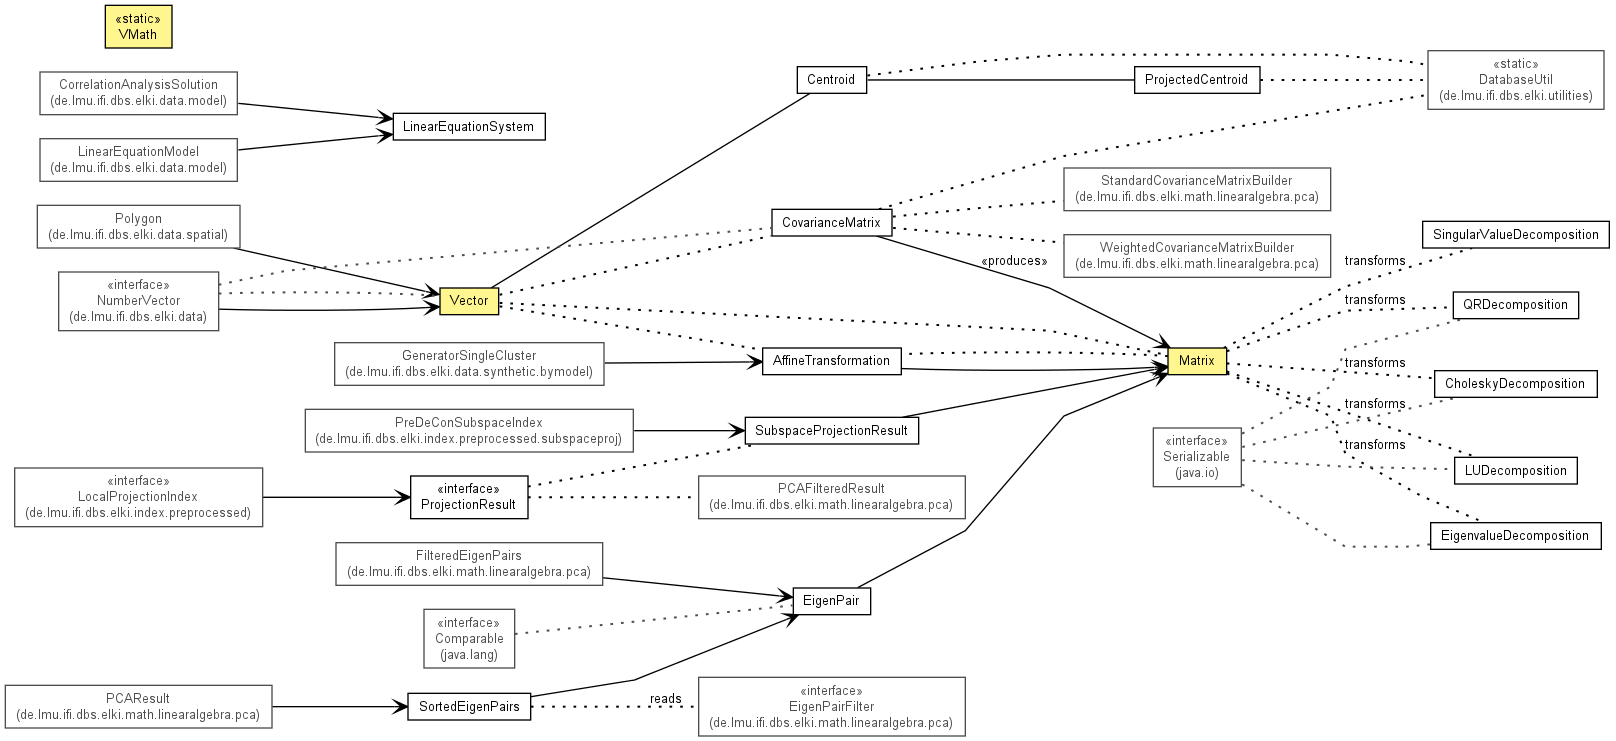 «static»
VMath
CorrelationAnalysisSolution
(de.lmu.ifi.dbs.elki.data.model)
LinearEquationSystem
LinearEquationModel
(de.lmu.ifi.dbs.elki.data.model)
Centroid
ProjectedCentroid
«static»
DatabaseUtil
(de.lmu.ifi.dbs.elki.utilities)
Polygon
(de.lmu.ifi.dbs.elki.data.spatial)
«interface»
NumberVector
(de.lmu.ifi.dbs.elki.data)
Vector
CovarianceMatrix
StandardCovarianceMatrixBuilder
(de.lmu.ifi.dbs.elki.math.linearalgebra.pca)
WeightedCovarianceMatrixBuilder
(de.lmu.ifi.dbs.elki.math.linearalgebra.pca)
«produces»
GeneratorSingleCluster
(de.lmu.ifi.dbs.elki.data.synthetic.bymodel)
AffineTransformation
Matrix
transforms
SingularValueDecomposition
transforms
QRDecomposition
transforms
CholeskyDecomposition
transforms
LUDecomposition
transforms
EigenvalueDecomposition
«interface»
Serializable
(java.io)
PreDeConSubspaceIndex
(de.lmu.ifi.dbs.elki.index.preprocessed.subspaceproj)
SubspaceProjectionResult
«interface»
LocalProjectionIndex
(de.lmu.ifi.dbs.elki.index.preprocessed)
«interface»
ProjectionResult
PCAFilteredResult
(de.lmu.ifi.dbs.elki.math.linearalgebra.pca)
FilteredEigenPairs
(de.lmu.ifi.dbs.elki.math.linearalgebra.pca)
EigenPair
«interface»
Comparable
(java.lang)
PCAResult
(de.lmu.ifi.dbs.elki.math.linearalgebra.pca)
SortedEigenPairs
reads
«interface»
EigenPairFilter
(de.lmu.ifi.dbs.elki.math.linearalgebra.pca)